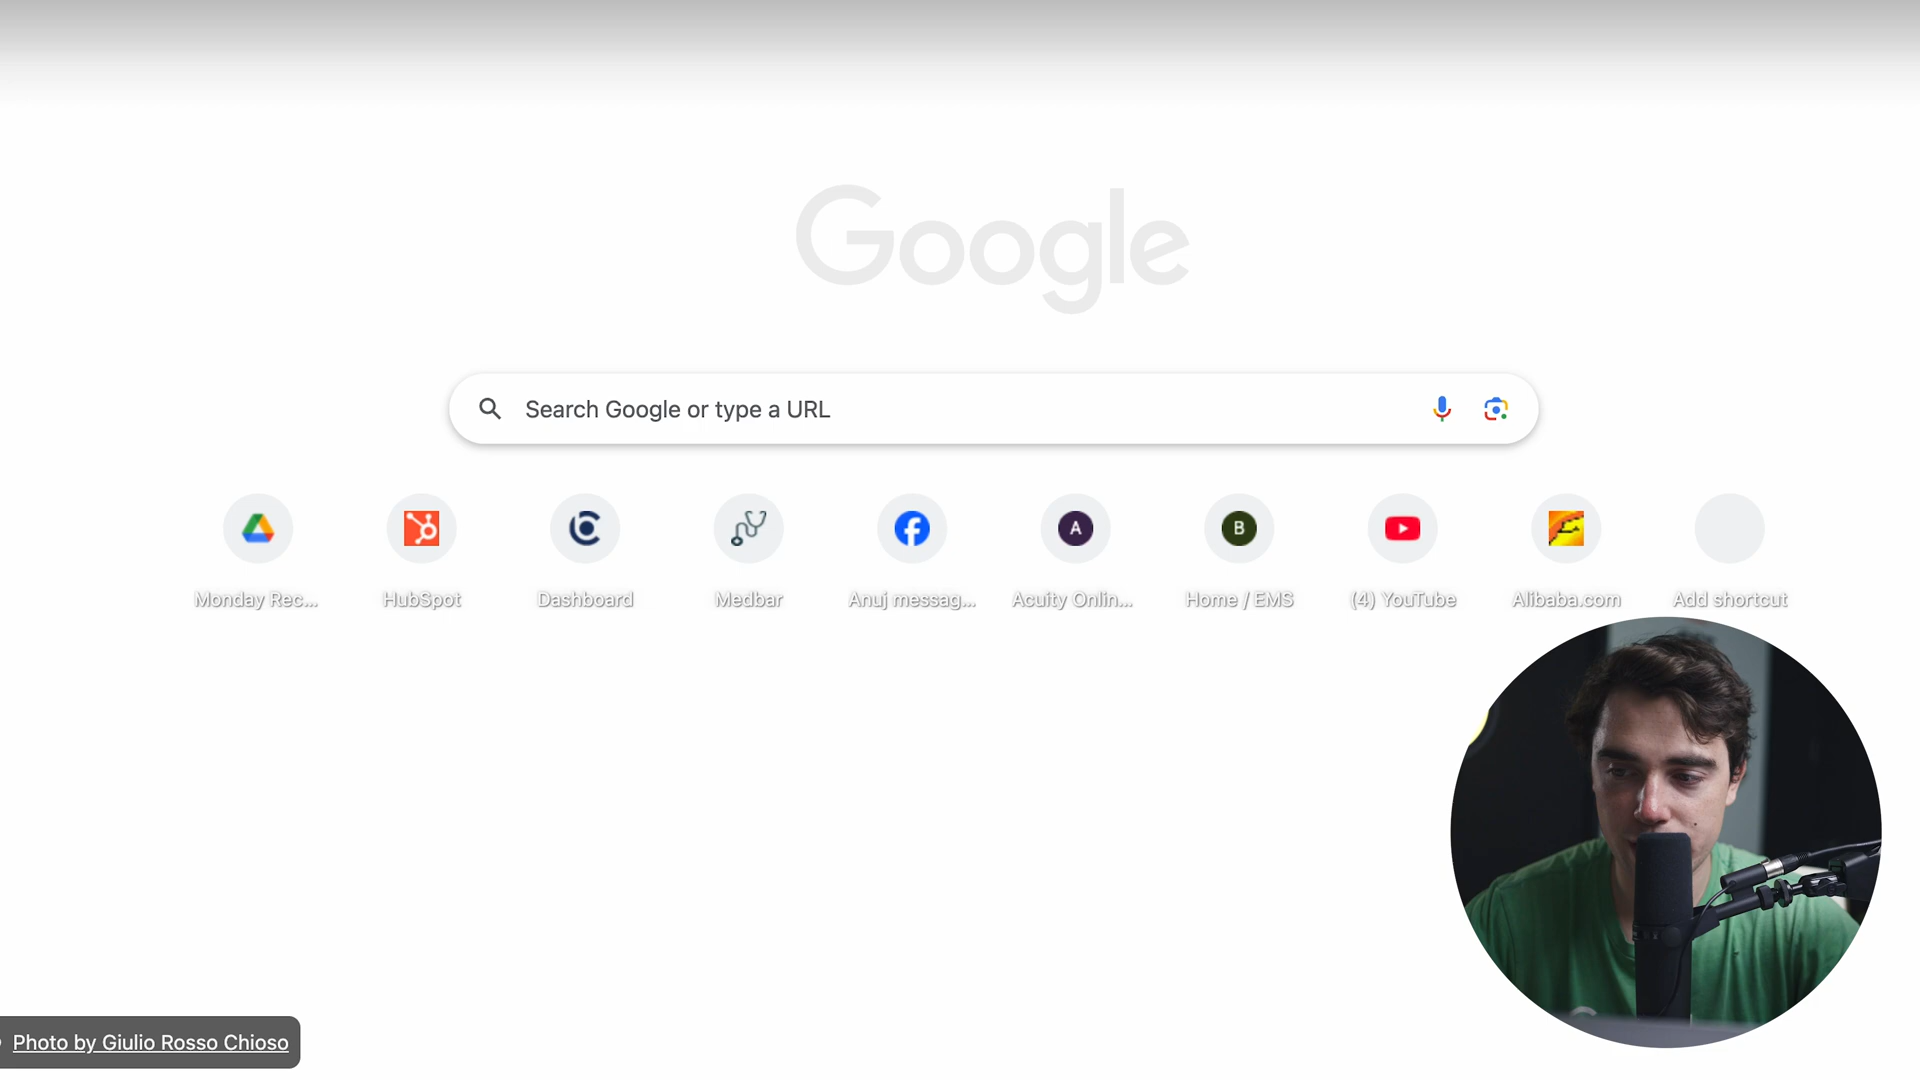 Google
Search Google or type a URL
A
B
Monday Rec...
HubSpot
Dashboard
Medbar
Anuj messag...
Acuity Onlin...
Home / EMS
(4) YouTube
Alibaba.com
Add shortcut
Photo by Giulio Rosso Chioso